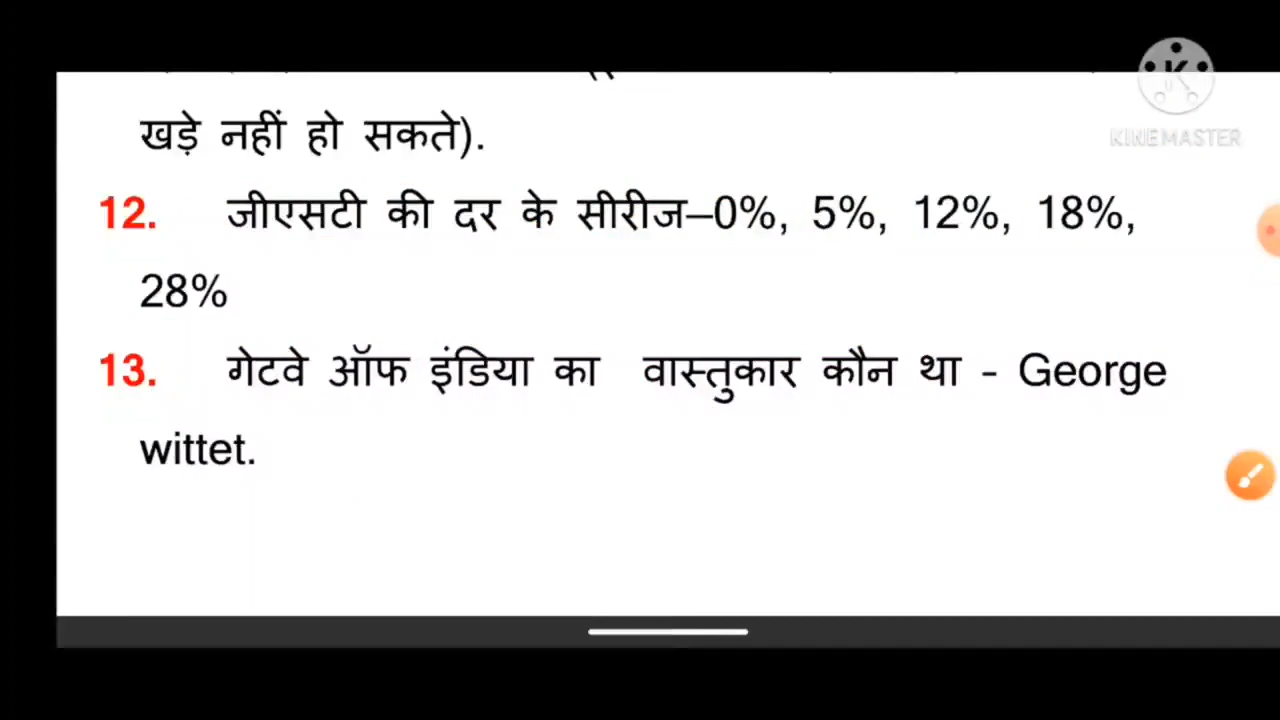 खड़े नहीं हो सकते).
12. जीएसटी की दर के सीरीज–0%, 5%, 12%, 18%,
28%
13. गेटवे ऑफ इंडिया का वास्तुकार कौन था - George
wittet.
KINEMASTER